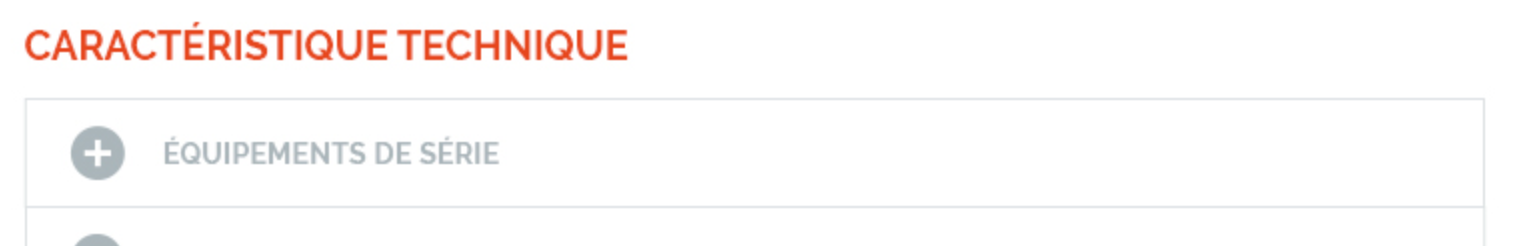 CARACTÉRISTIQUE TECHNIQUE
ÉQUIPEMENTS DE SÉRIE